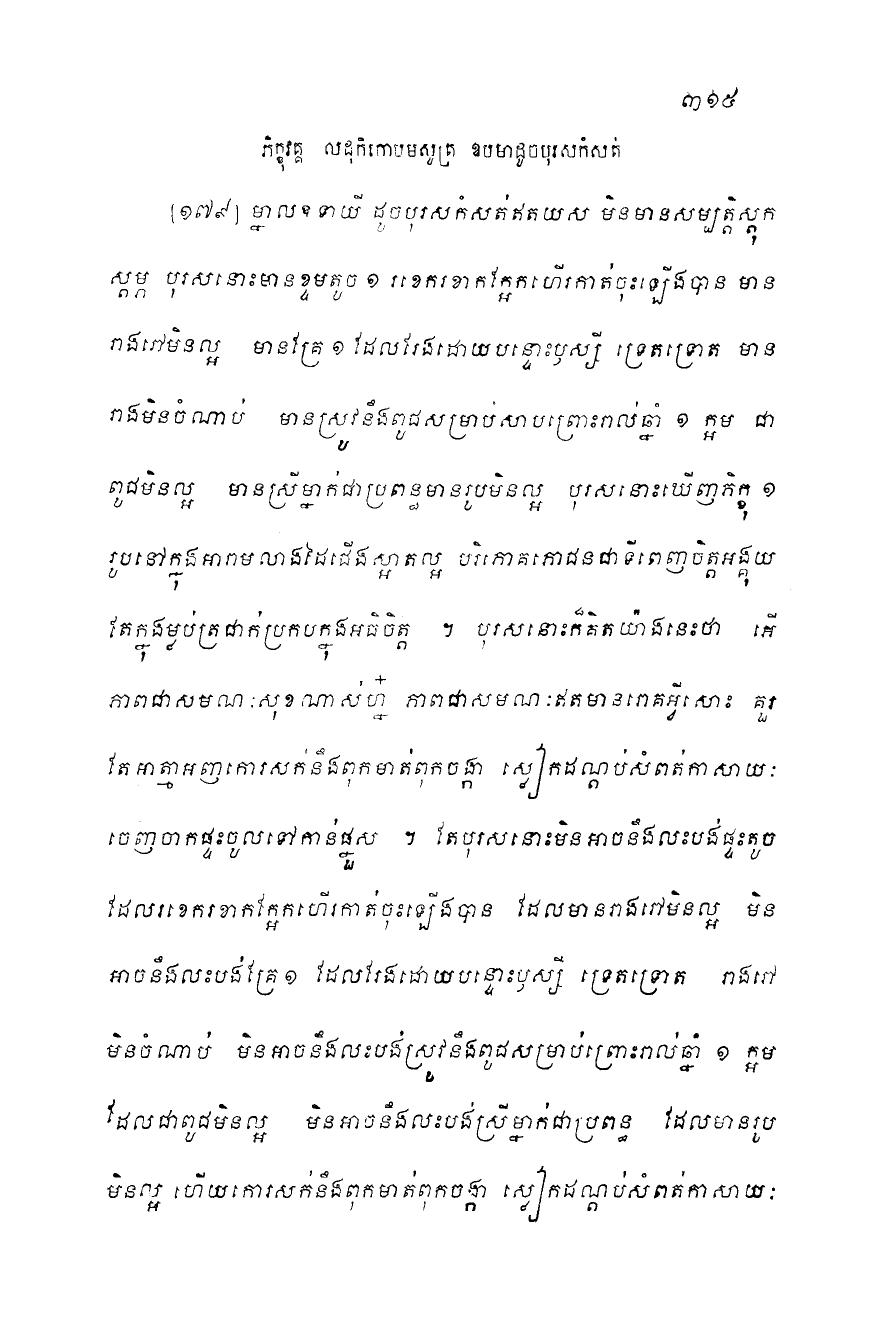 ៣១៥
ភិក្ខុវគ្គ លដុកិកោបមសូត្រ ឧបមាដូចបុរសកំសត់
[១៧៩] ម្នាលឧទាយី ដូចបុរសកំសត់ឥតយស មិនមានសម្បត្តិស្តុក
ស្តម្ភ បុរសនោះមានខ្ទមតូច ១ រខេករខាកក្អែកហើរកាត់ចុះឡើងបាន មាន
រាងរៅមិនល្អ មានគ្រែ ១ ដែលរែងដោយបន្ទោះឫស្សី ទ្រេតទ្រោត មាន
រាងមិនចំណាប់ មានស្រូវនឹងពូជសម្រាប់សាបព្រោះរាល់ឆ្នាំ ១ ក្អម ជា
ពូជមិនល្អ មានស្រីម្នាក់ជាប្រពន្ធមានរូបមិនល្អ បុរសនោះឃើញភិក្ខុ ១
រូបនៅក្នុងអារាមលាងដៃជើងស្អាតល្អ បរិភោគភោជនជាទីពេញចិត្តអង្គុយ
តែក្នុងម្លប់ត្រជាក់ប្រកបក្នុងអធិចិត្ត ។ បុរសនោះក៏គិតយ៉ាងនេះថា អើ
ភាពជាសមណៈសុខណាស់ហ្ន៎ ភាពជាសមណៈឥតមានរោគអ្វីសោះ គួរ
តែអាត្មាអញកោរសក់នឹងពុកមាត់ពុកចង្កា ស្លៀកដណ្តប់សំពត់កាសាយៈ
ចេញចាកផ្ទះចូលទៅកាន់ផ្នួស ។ តែបុរសនោះមិនអាចនឹងលះបង់ផ្ទះតូច
ដែលរខេករខាកក្អែកហើរកាត់ចុះឡើងបាន ដែលមានរាងរៅមិនល្អ មិន
អាចនឹងលះបង់គ្រែ ១ ដែលរែងដោយបន្ទោះឫស្សី ទ្រេតទ្រោត រាងរៅ
មិនចំណាប់ មិនអាចនឹងលះបង់ស្រូវនឹងពូជសម្រាប់ព្រោះរាល់ឆ្នាំ ១ ក្អម
ដែលជាពូជមិនល្អ មិនអាចនឹងលះបង់ស្រីម្នាក់ជាប្រពន្ធ ដែលមានរូប
មិនល្អ ហើយកោរសក់នឹងពុកមាត់ពុកចង្កា ស្លៀកដណ្តប់សំពត់កាសាយៈ